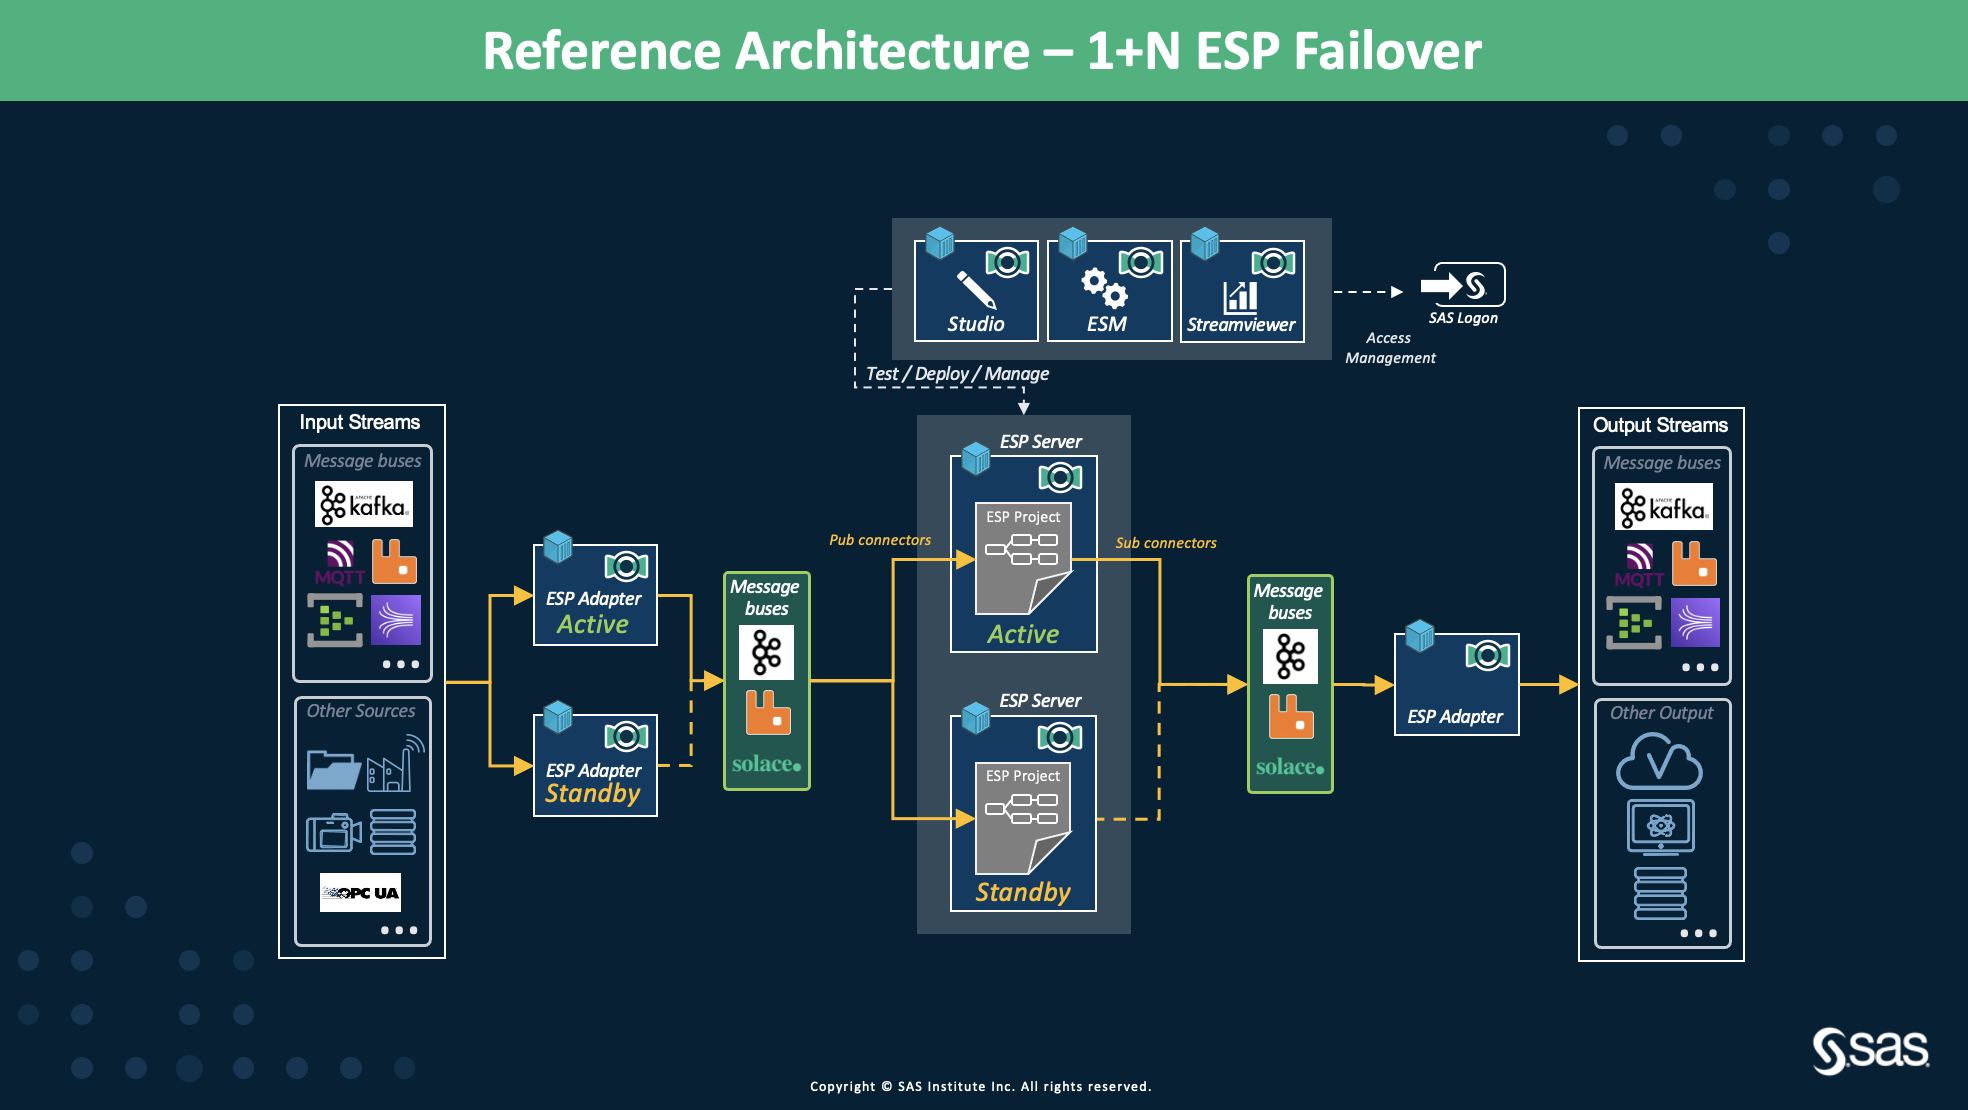 Reference Architecture – 1+N ESP Failover
Studio
ESM
Streamviewer
SAS Logon
Access
Management
Test / Deploy / Manage
Input Streams
Message buses
APACHE
kafka
MQTT
Other Sources
OPC UA
ESP Adapter
Active
ESP Adapter
Standby
Message
buses
solace
Pub connectors
ESP Server
ESP Project
Active
ESP Server
ESP Project
Standby
Sub connectors
Message
buses
solace
ESP Adapter
Output Streams
Message buses
APACHE
kafka
MQTT
Other Output
sas
Copyright © SAS Institute Inc. All rights reserved.